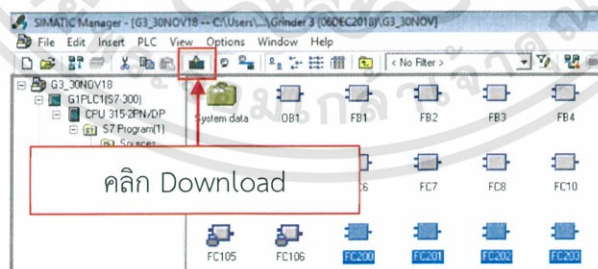 SIMATIC Manager - [G3_30NOV18 -- C:\Users\...\Grinder 3 (06DEC2018)\G3_30NOV]
File Edit Insert PLC View Options Window Help
< No Filter >
G3_30NOV18
G1PLC1(S7-300)
CPU 315-2PN/DP
S7 Program(1)
Sources
System data OB1 FB1 FB2 FB3 FB4
คลิก Download
FC7 FC8 FC10
FC105 FC106 FC200 FC201 FC202 FC203